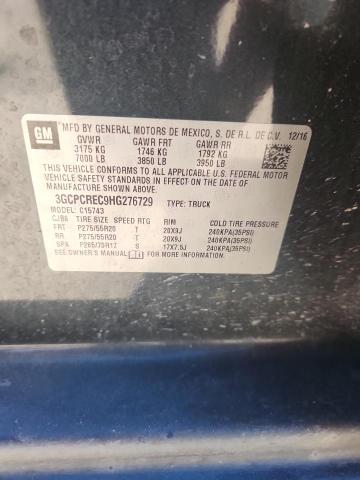 GM
MFD BY GENERAL MOTORS DE MEXICO, S. DE R.L. DE C.V. 12/16
GVWR GAWR FRT GAWR RR
3175 KG 1746 KG 1792 KG
7000 LB 3850 LB 3950 LB
THIS VEHICLE CONFORMS TO ALL APPLICABLE U.S. FEDERAL MOTOR
VEHICLE SAFETY STANDARDS IN EFFECT ON THE DATE OF
MANUFACTURE SHOWN ABOVE.
3GCPCREC9HG276729 TYPE: TRUCK
MODEL: C15743
TIRE SIZE SPEED RTG RIM COLD TIRE PRESSURE
FRT P275/55R20 T 20X9J 240KPA(35PSI)
RR P275/55R20 T 20X9J 240KPA(35PSI)
SPA P265/70R17 S 17X7.5J 240KPA(35PSI)
SEE OWNER'S MANUAL FOR MORE INFORMATION